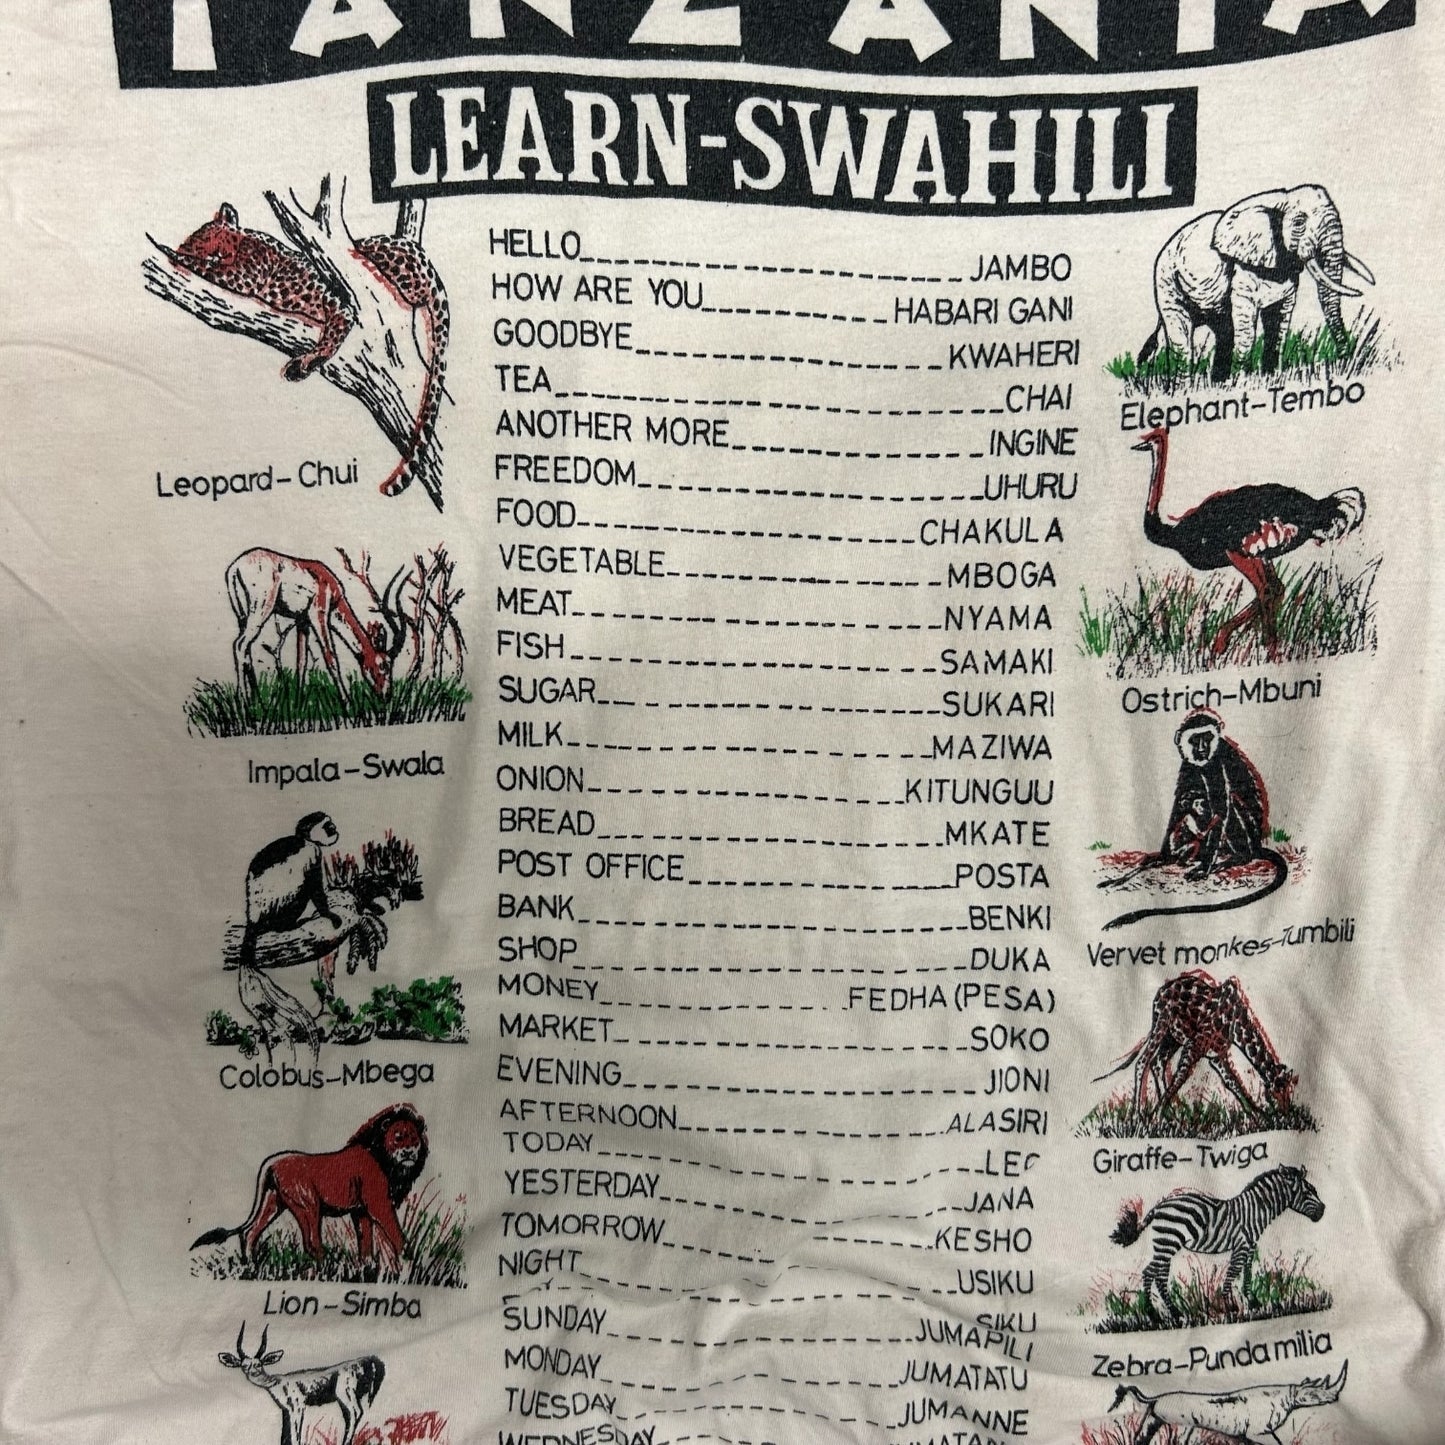 TANZANIA
LEARN-SWAHILI
HELLO JAMBO
HOW ARE YOU HABARI GANI
GOODBYE KWAHERI
TEA CHAI
ANOTHER MORE INGINE
FREEDOM UHURU
FOOD CHAKULA
VEGETABLE MBOGA
MEAT NYAMA
FISH SAMAKI
SUGAR SUKARI
MILK MAZIWA
ONION KITUNGUU
BREAD MKATE
POST OFFICE POSTA
BANK BENKI
SHOP DUKA
MONEY FEDHA (PESA)
MARKET SOKO
EVENING JIONI
AFTERNOON ALASIRI
TODAY
YESTERDAY JANA
TOMORROW KESHO
NIGHT USIKU
SIKU
SUNDAY JUMAPILI
MONDAY JUMATATU
TUESDAY JUMANNE
WEDNESDAY
Leopard-Chui
Impala-Swala
Colobus-Mbega
Lion-Simba
Elephant-Tembo
Ostrich-Mbuni
Vervet monkes-Tumbili
Giraffe-Twiga
Zebra-Punda milia